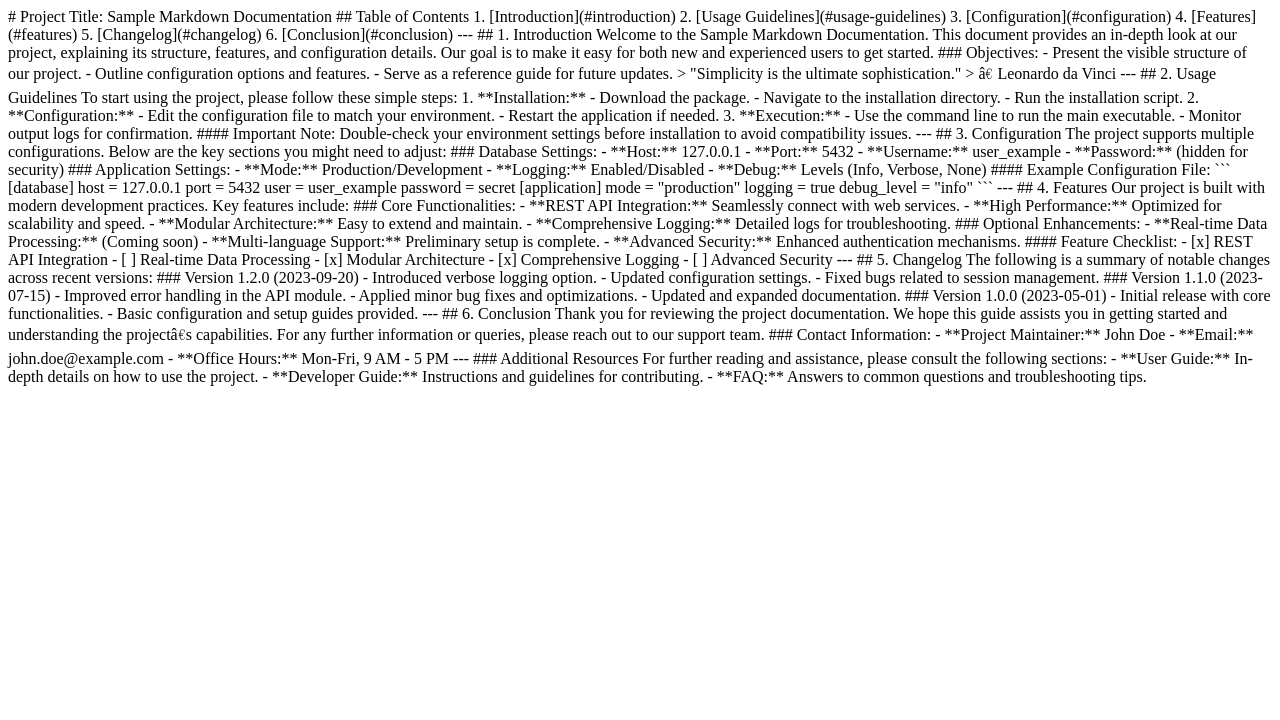 # Project Title: Sample Markdown Documentation ## Table of Contents 1. [Introduction](#introduction) 2. [Usage Guidelines](#usage-guidelines) 3. [Configuration](#configuration) 4. [Features]
(#features) 5. [Changelog](#changelog) 6. [Conclusion](#conclusion) --- ## 1. Introduction Welcome to the Sample Markdown Documentation. This document provides an in-depth look at our
project, explaining its structure, features, and configuration details. Our goal is to make it easy for both new and experienced users to get started. ### Objectives: - Present the visible structure of
our project. - Outline configuration options and features. - Serve as a reference guide for future updates. > "Simplicity is the ultimate sophistication." > â€ Leonardo da Vinci --- ## 2. Usage
Guidelines To start using the project, please follow these simple steps: 1. **Installation:** - Download the package. - Navigate to the installation directory. - Run the installation script. 2.
**Configuration:** - Edit the configuration file to match your environment. - Restart the application if needed. 3. **Execution:** - Use the command line to run the main executable. - Monitor
output logs for confirmation. #### Important Note: Double-check your environment settings before installation to avoid compatibility issues. --- ## 3. Configuration The project supports multiple
configurations. Below are the key sections you might need to adjust: ### Database Settings: - **Host:** 127.0.0.1 - **Port:** 5432 - **Username:** user_example - **Password:** (hidden for
security) ### Application Settings: - **Mode:** Production/Development - **Logging:** Enabled/Disabled - **Debug:** Levels (Info, Verbose, None) #### Example Configuration File: ```
[database] host = 127.0.0.1 port = 5432 user = user_example password = secret [application] mode = "production" logging = true debug_level = "info" ``` --- ## 4. Features Our project is built with
modern development practices. Key features include: ### Core Functionalities: - **REST API Integration:** Seamlessly connect with web services. - **High Performance:** Optimized for
scalability and speed. - **Modular Architecture:** Easy to extend and maintain. - **Comprehensive Logging:** Detailed logs for troubleshooting. ### Optional Enhancements: - **Real-time Data
Processing:** (Coming soon) - **Multi-language Support:** Preliminary setup is complete. - **Advanced Security:** Enhanced authentication mechanisms. #### Feature Checklist: - [x] REST
API Integration - [ ] Real-time Data Processing - [x] Modular Architecture - [x] Comprehensive Logging - [ ] Advanced Security --- ## 5. Changelog The following is a summary of notable changes
across recent versions: ### Version 1.2.0 (2023-09-20) - Introduced verbose logging option. - Updated configuration settings. - Fixed bugs related to session management. ### Version 1.1.0 (2023-
07-15) - Improved error handling in the API module. - Applied minor bug fixes and optimizations. - Updated and expanded documentation. ### Version 1.0.0 (2023-05-01) - Initial release with core
functionalities. - Basic configuration and setup guides provided. --- ## 6. Conclusion Thank you for reviewing the project documentation. We hope this guide assists you in getting started and
understanding the projectâ€s capabilities. For any further information or queries, please reach out to our support team. ### Contact Information: - **Project Maintainer:** John Doe - **Email:**
john.doe@example.com - **Office Hours:** Mon-Fri, 9 AM - 5 PM --- ### Additional Resources For further reading and assistance, please consult the following sections: - **User Guide:** In-
depth details on how to use the project. - **Developer Guide:** Instructions and guidelines for contributing. - **FAQ:** Answers to common questions and troubleshooting tips.